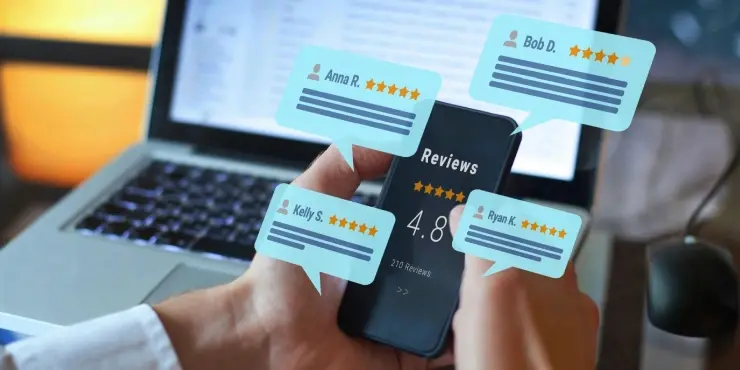 Bob D.
Anna R.
Reviews
4.8
210 Reviews
>>
Kelly S.
Ryan K.